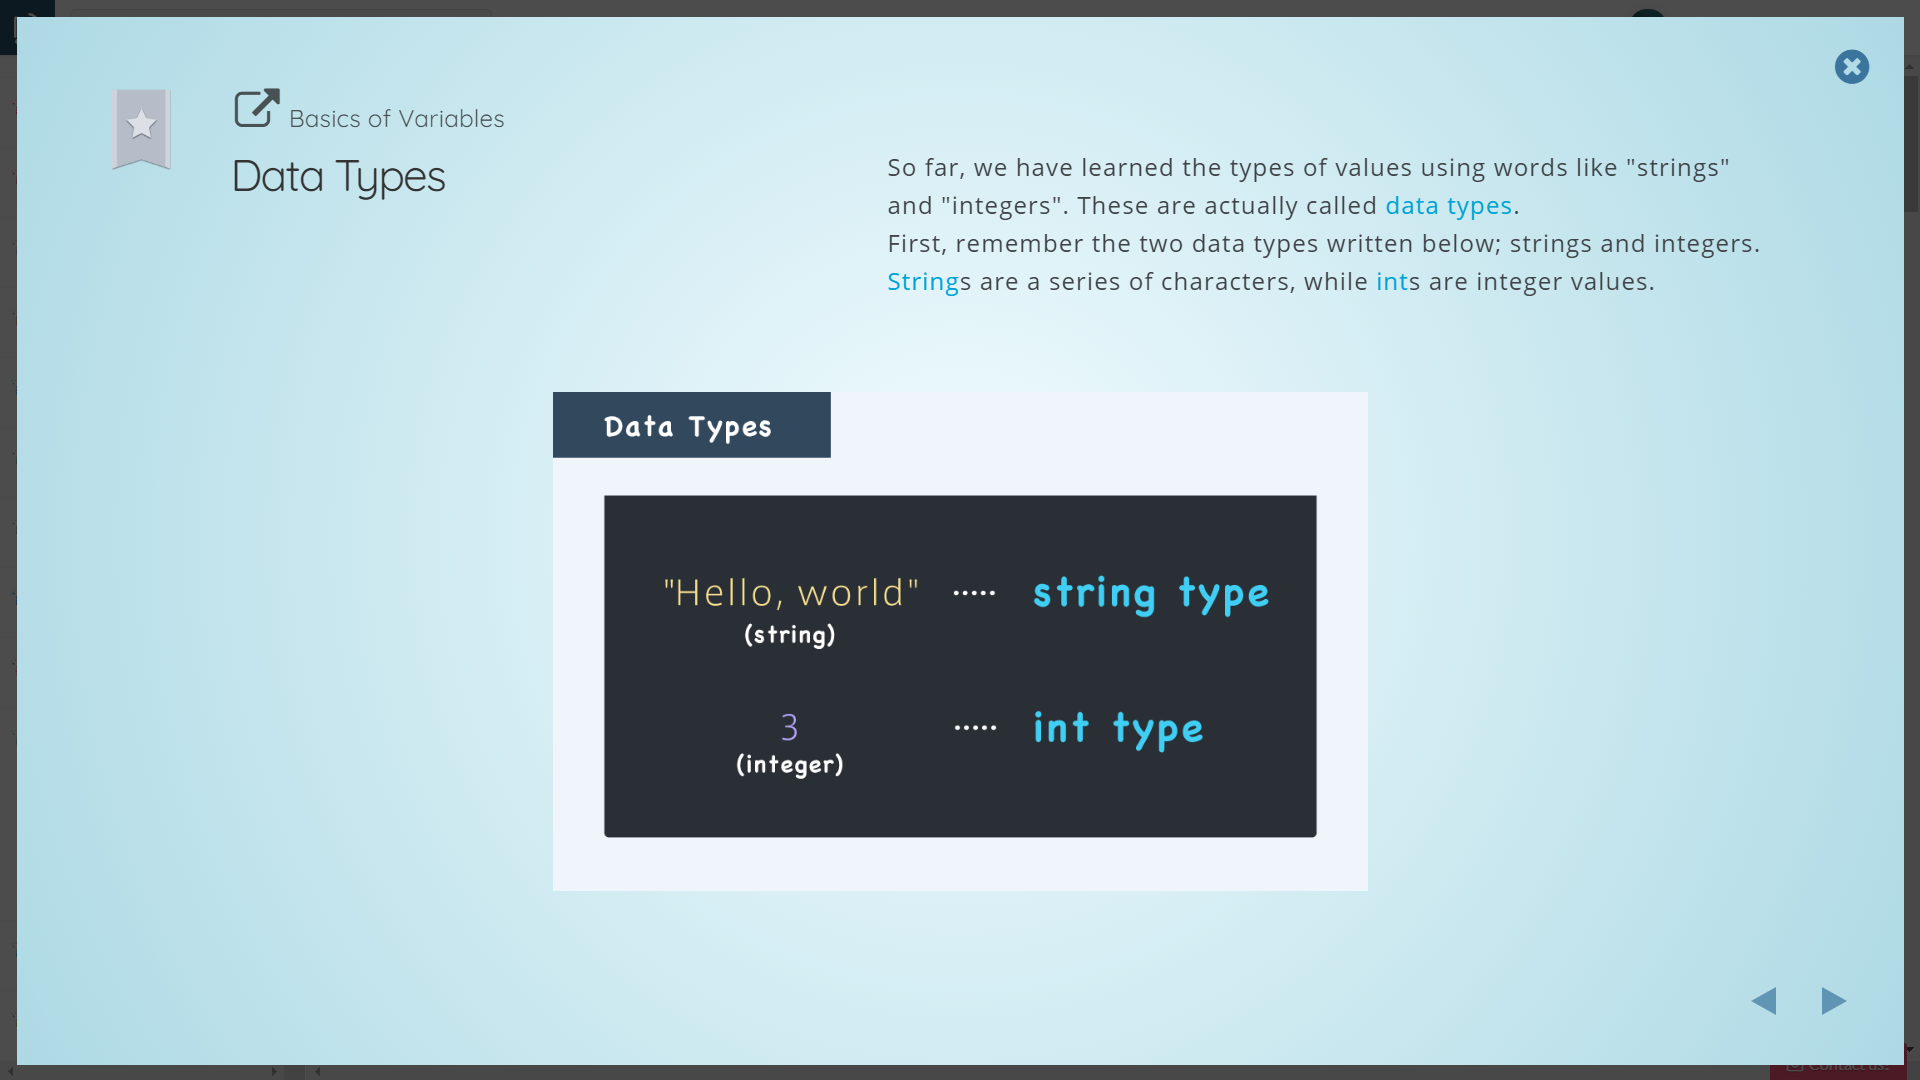 Basics of Variables
Data Types
So far, we have learned the types of values using words like "strings"
and "integers". These are actually called data types.
First, remember the two data types written below; strings and integers.
Strings are a series of characters, while ints are integer values.
Data Types
"Hello, world" ..... string type
(string)
3 ..... int type
(integer)
Contact us!